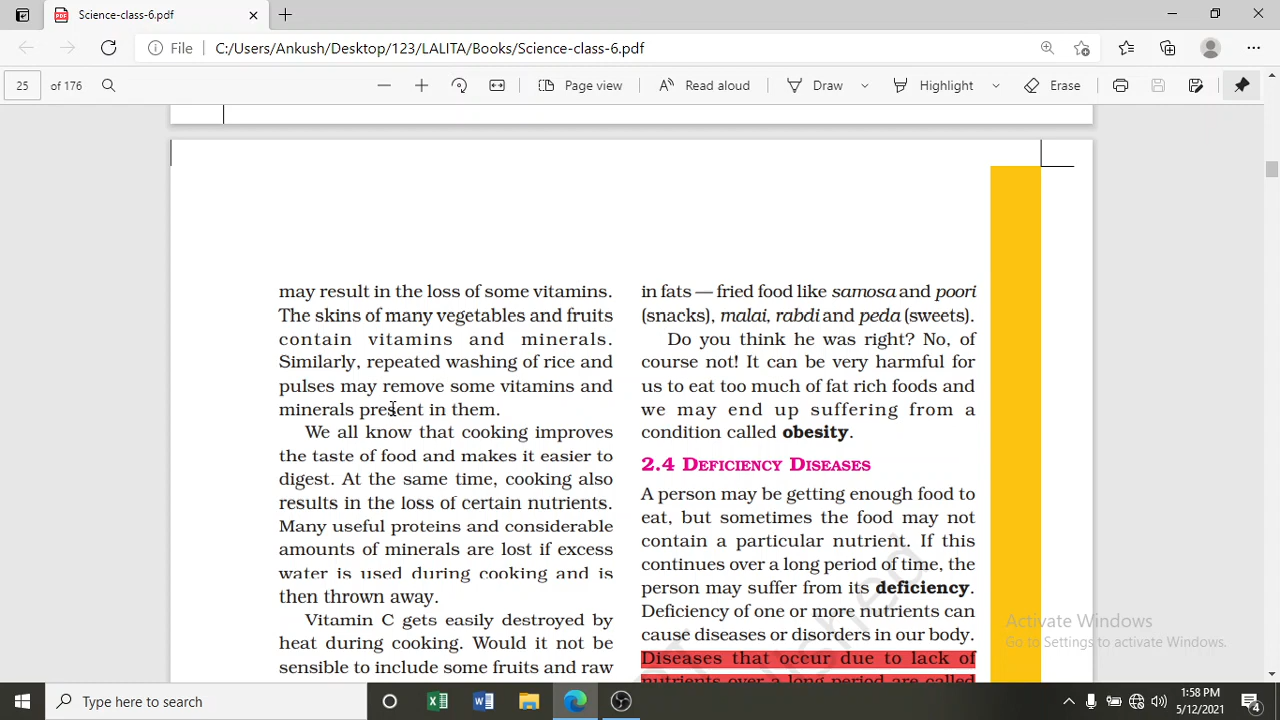 Science-class-6.pdf
File
C:/Users/Ankush/Desktop/123/LALITA/Books/Science-class-6.pdf
25 of 176
Page view
Read aloud
Draw
Highlight
Erase
may result in the loss of some vitamins.
The skins of many vegetables and fruits
contain vitamins and minerals.
Similarly, repeated washing of rice and
pulses may remove some vitamins and
minerals present in them.
We all know that cooking improves
the taste of food and makes it easier to
digest. At the same time, cooking also
results in the loss of certain nutrients.
Many useful proteins and considerable
amounts of minerals are lost if excess
water is used during cooking and is
then thrown away.
Vitamin C gets easily destroyed by
heat during cooking. Would it not be
sensible to include some fruits and raw
in fats — fried food like samosa and poori
(snacks), malai, rabdi and peda (sweets).
Do you think he was right? No, of
course not! It can be very harmful for
us to eat too much of fat rich foods and
we may end up suffering from a
condition called obesity.
2.4 DEFICIENCY DISEASES
A person may be getting enough food to
eat, but sometimes the food may not
contain a particular nutrient. If this
continues over a long period of time, the
person may suffer from its deficiency.
Deficiency of one or more nutrients can
cause diseases or disorders in our body.
Diseases that occur due to lack of
nutrients over a long period are called
Activate Windows
Go to Settings to activate Windows.
Type here to search
1:58 PM
5/12/2021
4